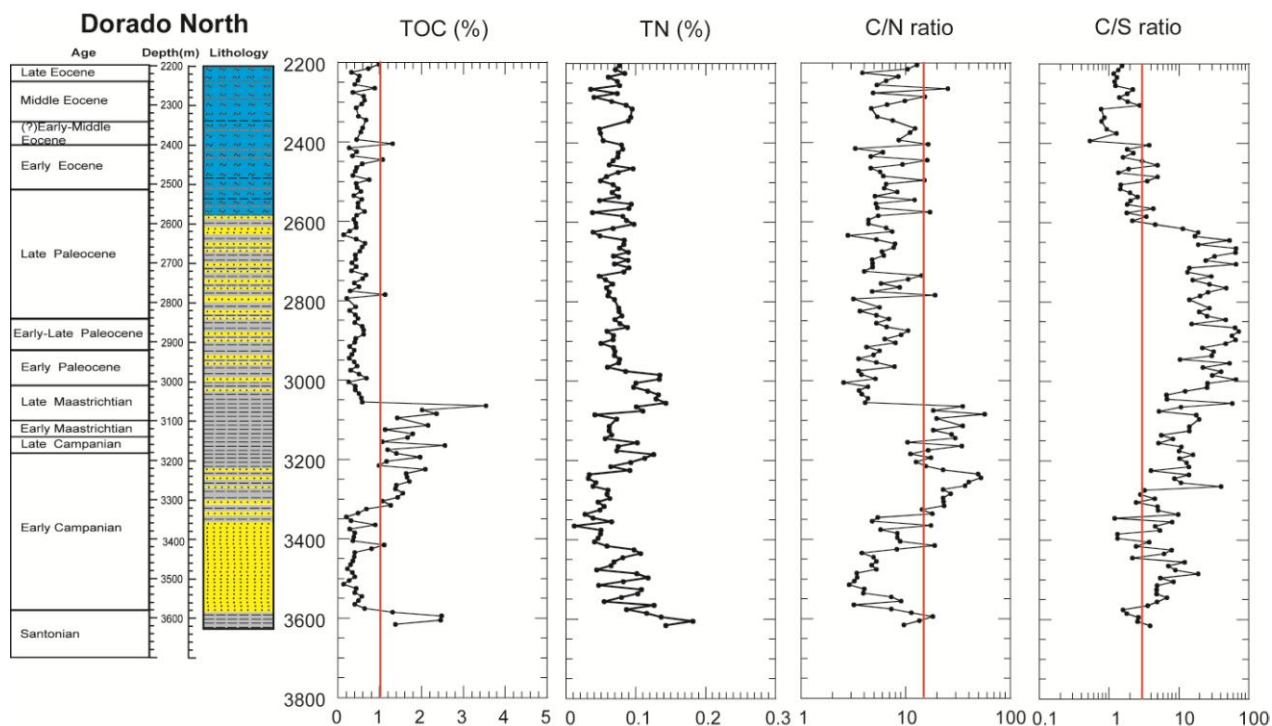 Dorado North
Age Depth(m) Lithology
TOC (%)
TN (%)
C/N ratio
C/S ratio
Late Eocene
Middle Eocene
(?)Early-Middle
Eocene
Early Eocene
Late Paleocene
Early-Late Paleocene
Early Paleocene
Late Maastrichtian
Early Maastrichtian
Late Campanian
Early Campanian
Santonian
2200
2300
2400
2500
2600
2700
2800
2900
3000
3100
3200
3300
3400
3500
3600
2200
2400
2600
2800
3000
3200
3400
3600
3800
0 1 2 3 4 5
0 0.1 0.2 0.3
1 10 100
0.1 1 10 100